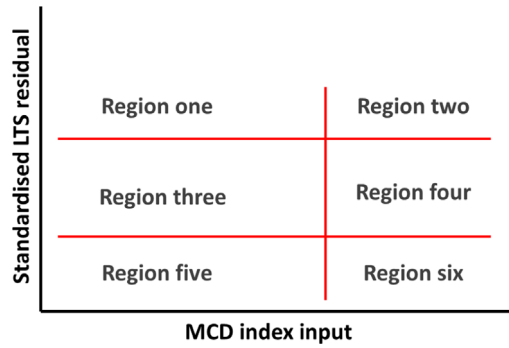 Standardised LTS residual
Region one
Region two
Region three
Region four
Region five
Region six
MCD index input